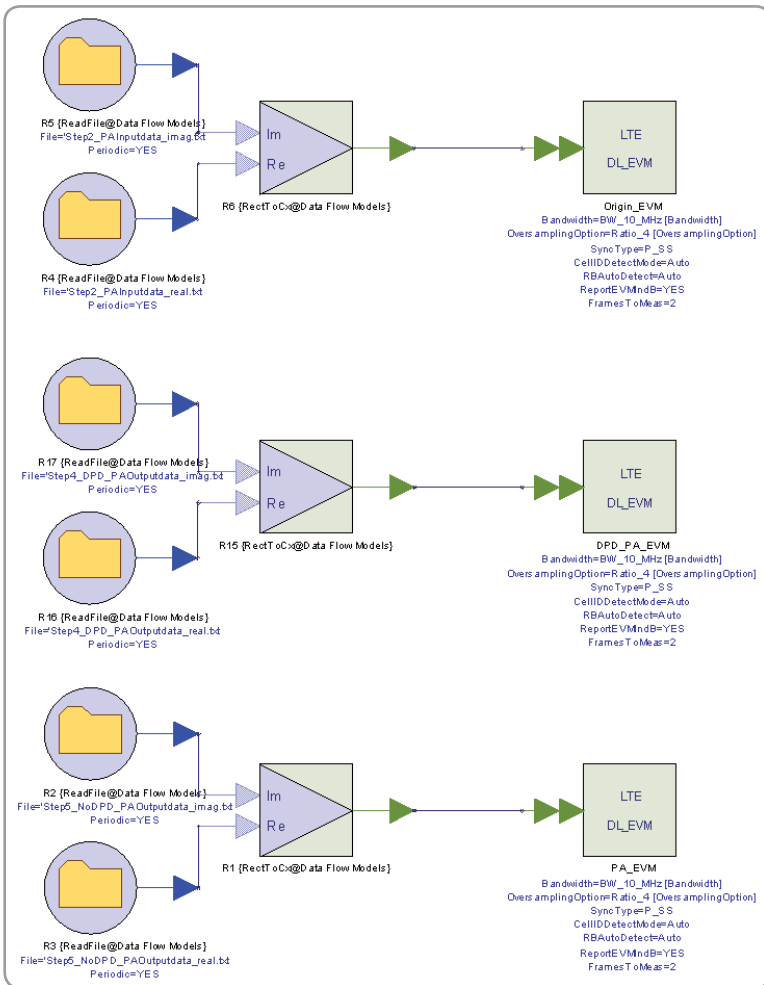 R5 {ReadFile@Data Flow Models}
File='Step2_PAInputdata_imag.txt
Periodic=YES
R4 {ReadFile@Data Flow Models}
File='Step2_PAInputdata_real.txt
Periodic=YES
Im
Re
R6 {RectToCx@Data Flow Models}
LTE
DL_EVM
Origin_EVM
Bandwidth=BW_10_MHz [Bandwidth]
OversamplingOption=Ratio_4 [OversamplingOption]
SyncType=P_SS
CellIDDetectMode=Auto
RBAutoDetect=Auto
ReportEVMIndB=YES
FramesToMeas=2
R17 {ReadFile@Data Flow Models}
File='Step4_DPD_PAOutputdata_imag.txt
Periodic=YES
R16 {ReadFile@Data Flow Models}
File='Step4_DPD_PAOutputdata_real.txt
Periodic=YES
Im
Re
R15 {RectToCx@Data Flow Models}
LTE
DL_EVM
DPD_PA_EVM
Bandwidth=BW_10_MHz [Bandwidth]
OversamplingOption=Ratio_4 [OversamplingOption]
SyncType=P_SS
CellIDDetectMode=Auto
RBAutoDetect=Auto
ReportEVMIndB=YES
FramesToMeas=2
R2 {ReadFile@Data Flow Models}
File='Step5_NoDPD_PAOutputdata_imag.txt
Periodic=YES
R3 {ReadFile@Data Flow Models}
File='Step5_NoDPD_PAOutputdata_real.txt
Periodic=YES
Im
Re
R1 {RectToCx@Data Flow Models}
LTE
DL_EVM
PA_EVM
Bandwidth=BW_10_MHz [Bandwidth]
OversamplingOption=Ratio_4 [OversamplingOption]
SyncType=P_SS
CellIDDetectMode=Auto
RBAutoDetect=Auto
ReportEVMIndB=YES
FramesToMeas=2